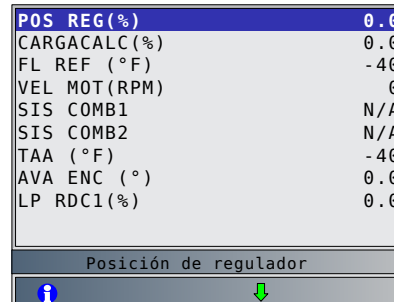 POS REG(%) 0.0
CARGACALC(%) 0.0
FL REF (°F) -40
VEL MOT(RPM) 0
SIS COMB1 N/A
SIS COMB2 N/A
TAA (°F) -40
AVA ENC (°) 0.0
LP RDC1(%) 0.0
Posición de regulador